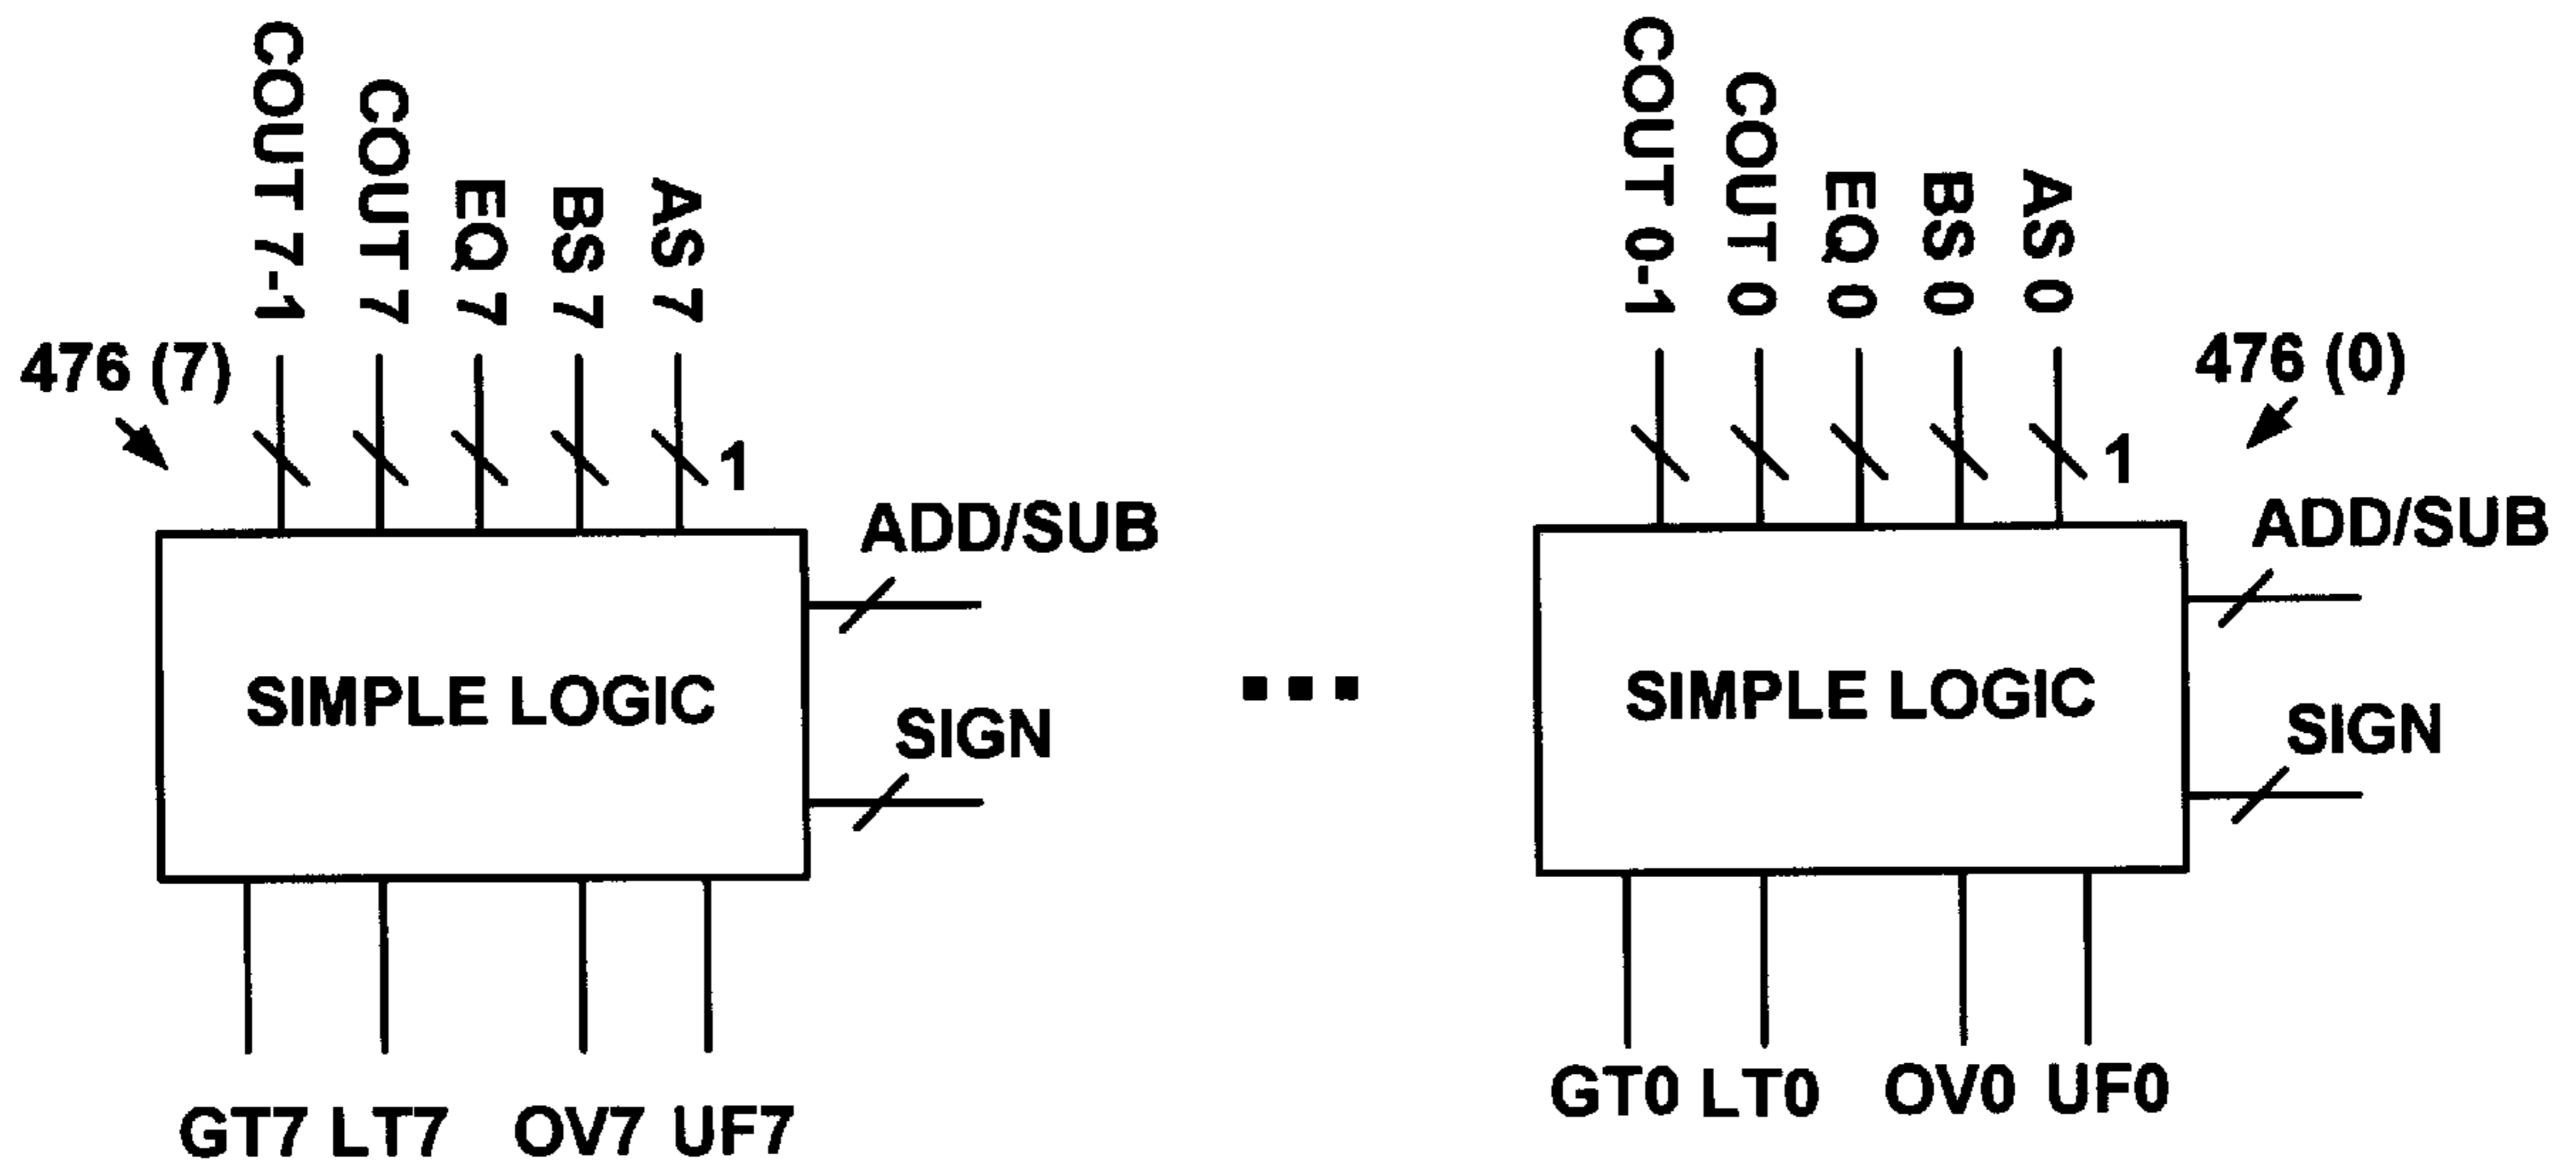 COUT 7-1
COUT 7
EQ 7
BS 7
AS 7
476 (7)
1
ADD/SUB
SIMPLE LOGIC
SIGN
GT7
LT7
OV7
UF7
...
COUT 0-1
COUT 0
EQ 0
BS 0
AS 0
476 (0)
1
ADD/SUB
SIMPLE LOGIC
SIGN
GT0
LT0
OV0
UF0